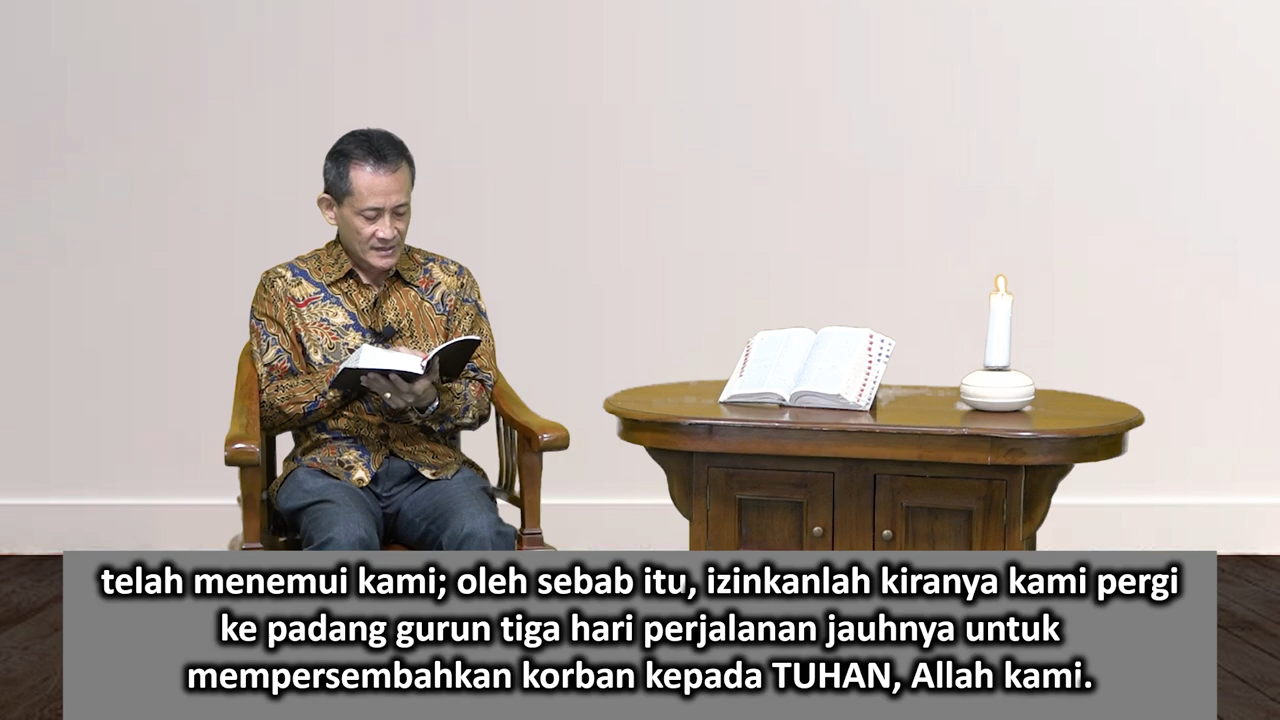 telah menemui kami; oleh sebab itu, izinkanlah kiranya kami pergi
ke padang gurun tiga hari perjalanan jauhnya untuk
mempersembahkan korban kepada TUHAN, Allah kami.